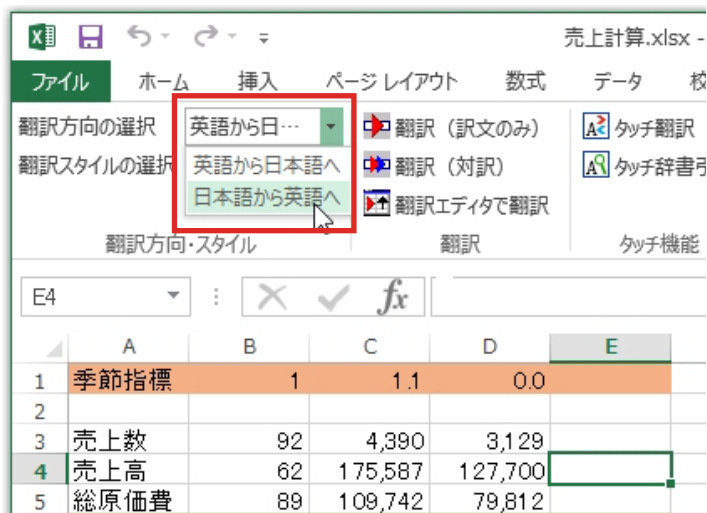 売上計算.xlsx -
ファイル ホーム 挿入 ページ レイアウト 数式 データ 校
翻訳方向の選択 英語から日… 翻訳（訳文のみ） タッチ翻訳
翻訳スタイルの選択 英語から日本語へ 翻訳（対訳） タッチ辞書引
日本語から英語へ 翻訳エディタで翻訳
翻訳方向・スタイル 翻訳 タッチ機能
E4 fx
A B C D E
1 季節指標 1 1.1 0.0
2
3 売上数 92 4,390 3,129
4 売上高 62 175,587 127,700
5 総原価費 89 109,742 79,812